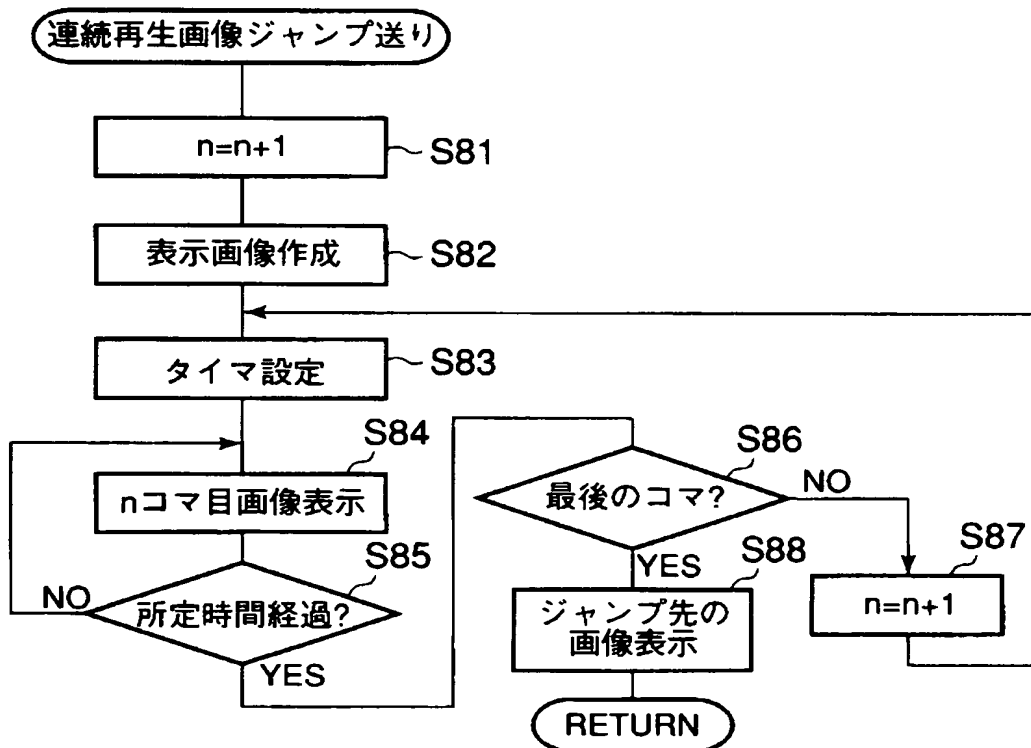 連続再生画像ジャンプ送り
n=n+1
S81
表示画像作成
S82
タイマ設定
S83
S84
nコマ目画像表示
S85
所定時間経過?
NO
YES
S86
最後のコマ?
NO
YES
S87
n=n+1
S88
ジャンプ先の
画像表示
RETURN